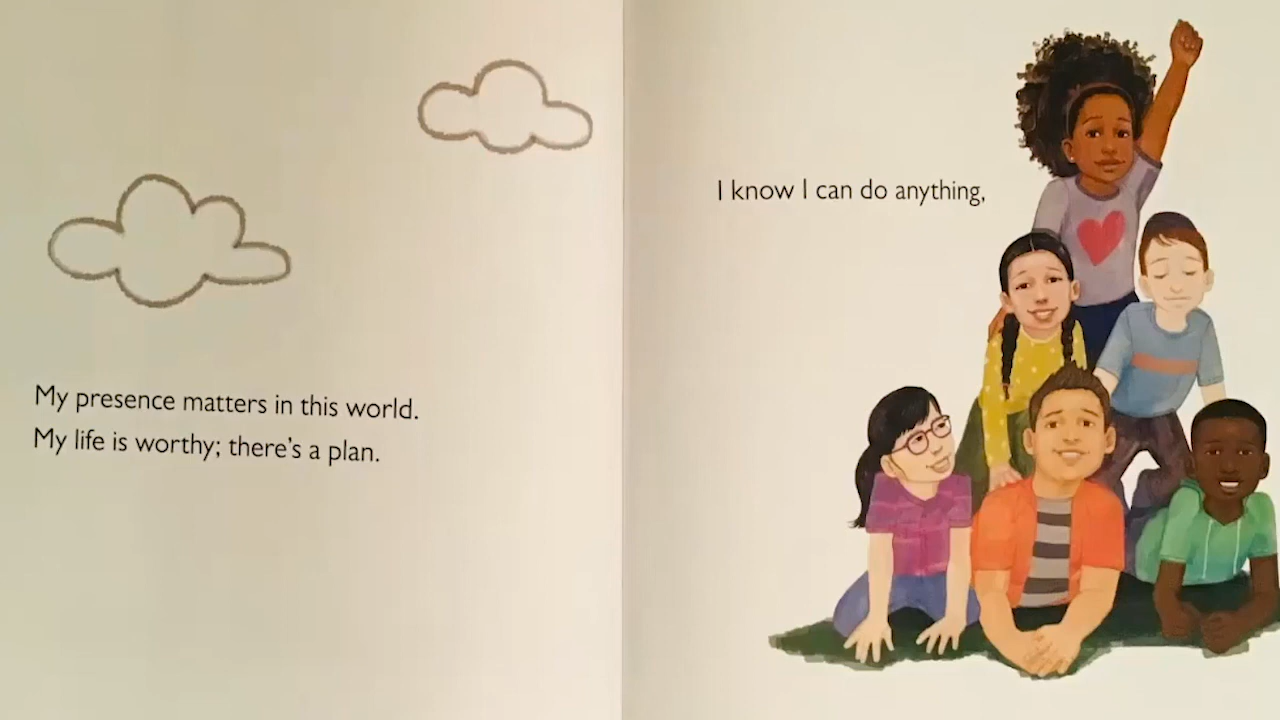 My presence matters in this world.
My life is worthy; there's a plan.
I know I can do anything,